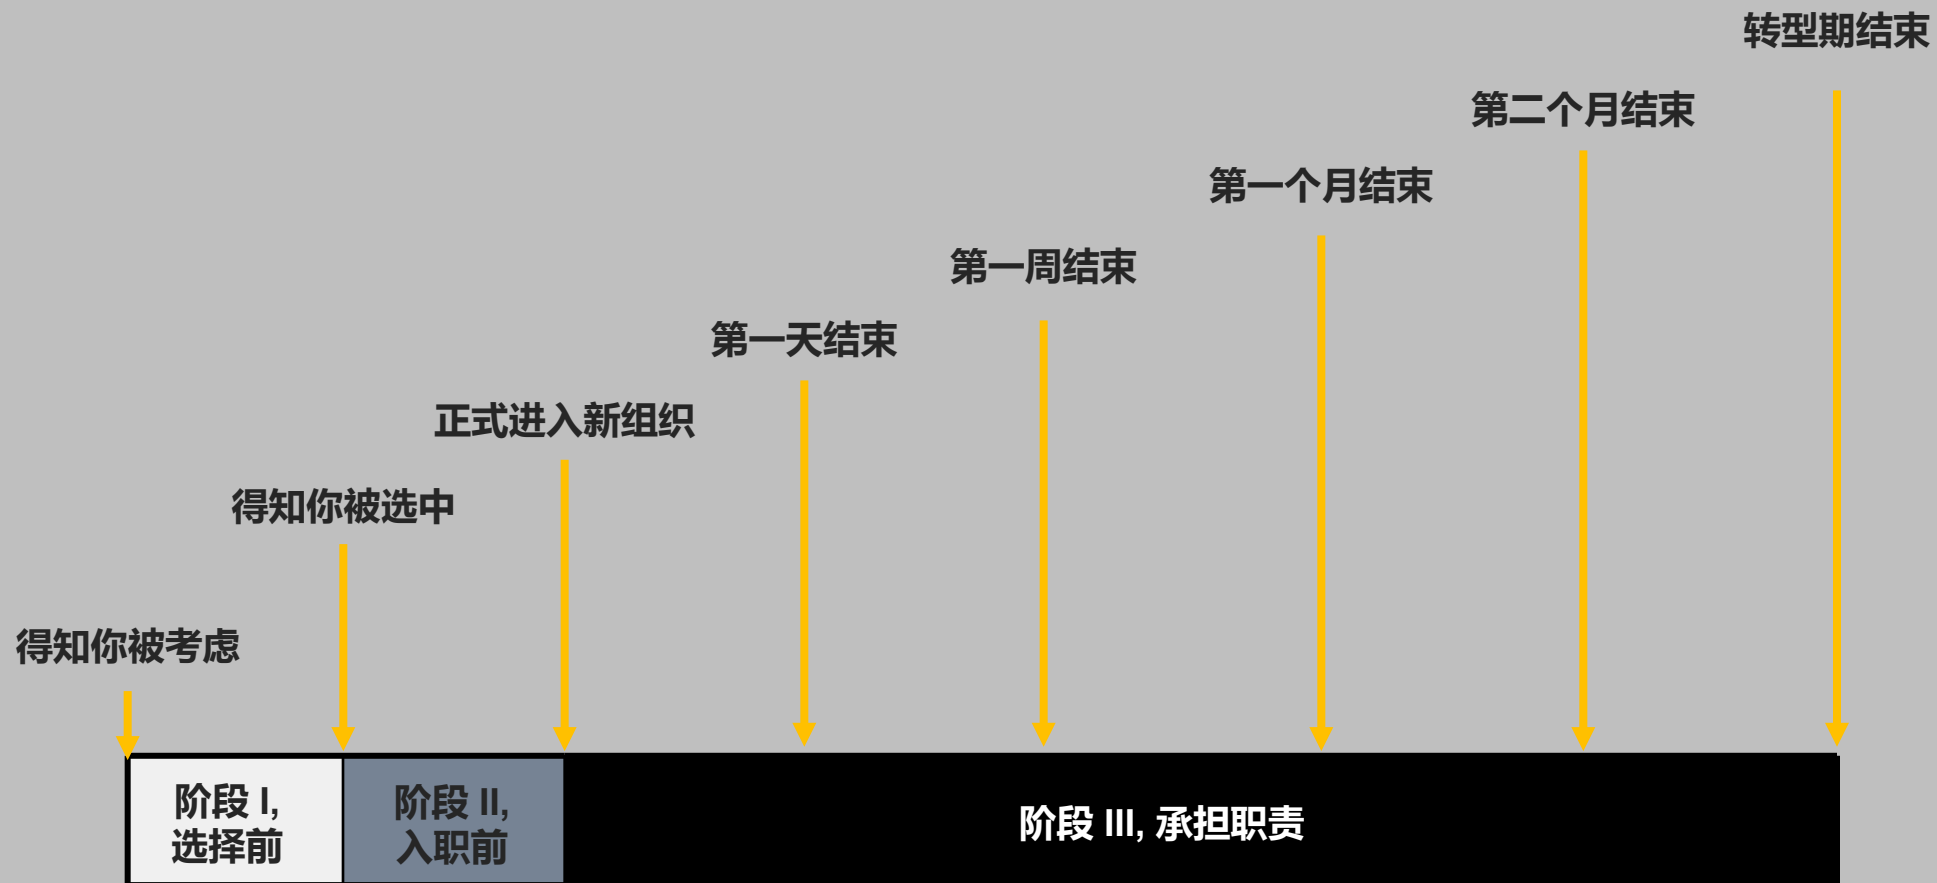 转型期结束
第二个月结束
第一个月结束
第一周结束
第一天结束
正式进入新组织
得知你被选中
得知你被考虑
阶段 I,
选择前
阶段 II,
入职前
阶段 III, 承担职责